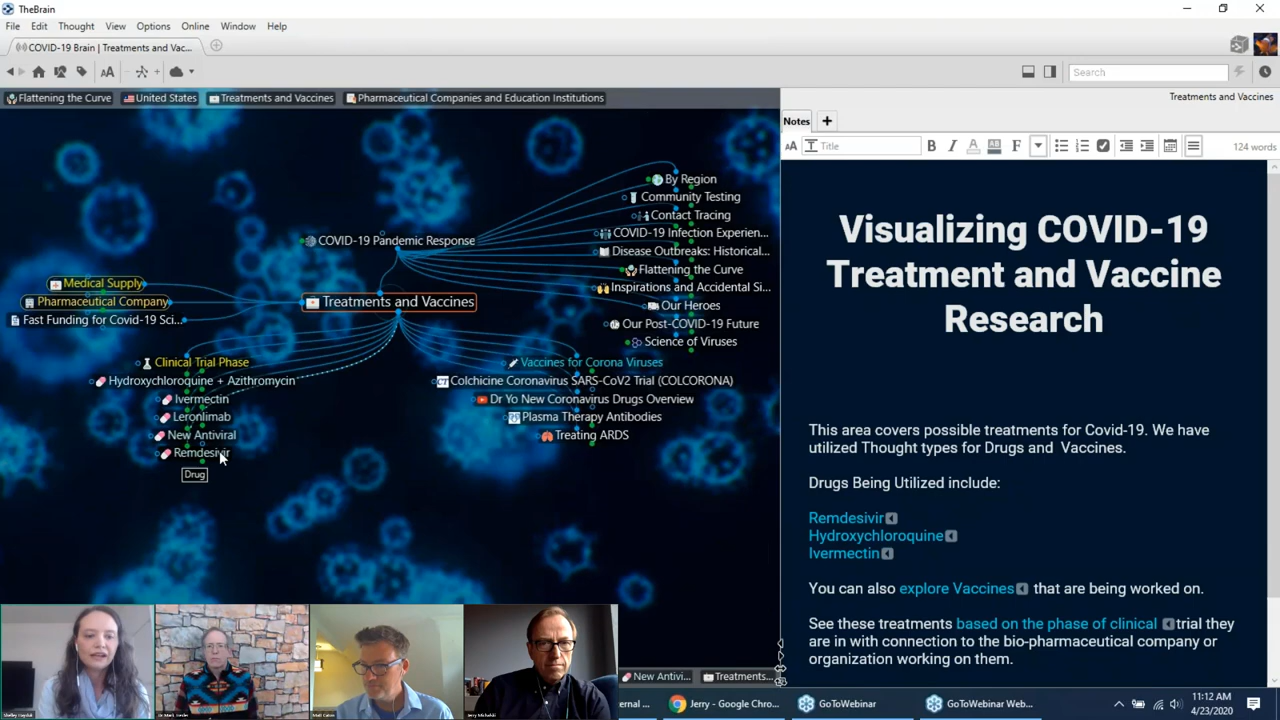 TheBrain
File Edit Thought View Options Online Window Help
COVID-19 Brain | Treatments and Vac...
AA
Search
Flattening the Curve United States Treatments and Vaccines Pharmaceutical Companies and Education Institutions
Treatments and Vaccines
Notes
AA Title B I A AB F 124 words
By Region
Community Testing
Contact Tracing
COVID-19 Infection Experien...
Disease Outbreaks: Historical...
Flattening the Curve
Inspirations and Accidental Si...
Our Heroes
Our Post-COVID-19 Future
Science of Viruses
COVID-19 Pandemic Response
Medical Supply
Pharmaceutical Company
Fast Funding for Covid-19 Sci...
Treatments and Vaccines
Clinical Trial Phase
Hydroxychloroquine + Azithromycin
Ivermectin
Leronlimab
New Antiviral
Remdesivir
Drug
Vaccines for Corona Viruses
CT Colchicine Coronavirus SARS-CoV2 Trial (COLCORONA)
Dr Yo New Coronavirus Drugs Overview
Plasma Therapy Antibodies
Treating ARDS
Visualizing COVID-19
Treatment and Vaccine
Research
This area covers possible treatments for Covid-19. We have
utilized Thought types for Drugs and Vaccines.
Drugs Being Utilized include:
Remdesivir
Hydroxychloroquine
Ivermectin
You can also explore Vaccines that are being worked on.
See these treatments based on the phase of clinical trial they
are in with connection to the bio-pharmaceutical company or
organization working on them.
New Antivi... Treatments...
ernal ... Jerry - Google Chro... GoToWebinar GoToWebinar Web...
11:12 AM
4/23/2020